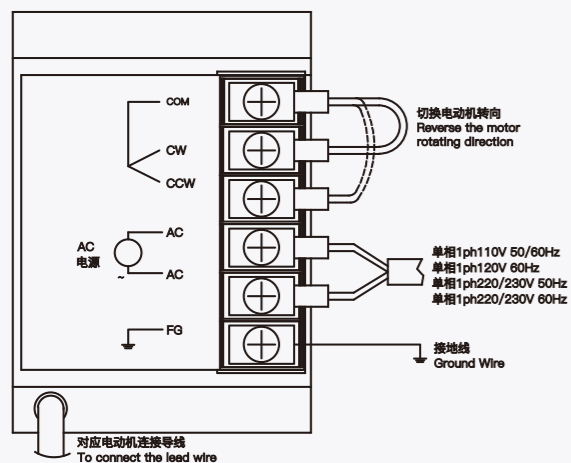 COM
CW
CCW
AC
电源
~
AC
AC
FG
切换电动机转向
Reverse the motor
rotating direction
单相1ph110V 50/60Hz
单相1ph120V 60Hz
单相1ph220/230V 50Hz
单相1ph220/230V 60Hz
接地线
Ground Wire
对应电动机连接导线
To connect the lead wire